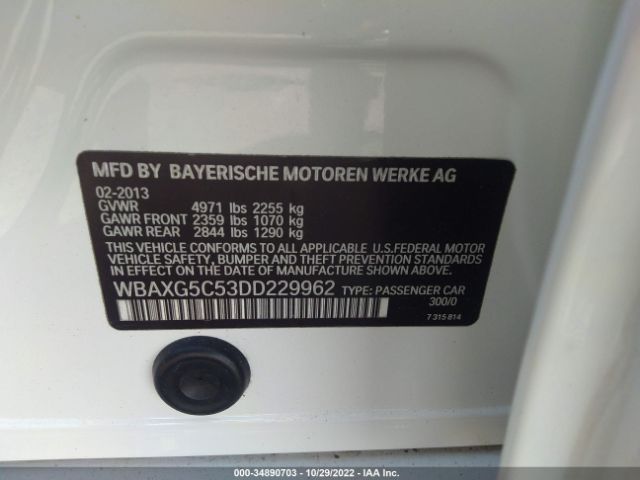 MFD BY BAYERISCHE MOTOREN WERKE AG
02-2013
GVWR 4971 lbs 2255 kg
GAWR FRONT 2359 lbs 1070 kg
GAWR REAR 2844 lbs 1290 kg
THIS VEHICLE CONFORMS TO ALL APPLICABLE U.S.FEDERAL MOTOR
VEHICLE SAFETY, BUMPER AND THEFT PREVENTION STANDARDS
IN EFFECT ON THE DATE OF MANUFACTURE SHOWN ABOVE.
WBAXG5C53DD229962 TYPE: PASSENGER CAR
300/0
7 315 814
000-34890703 - 10/29/2022 - IAA Inc.